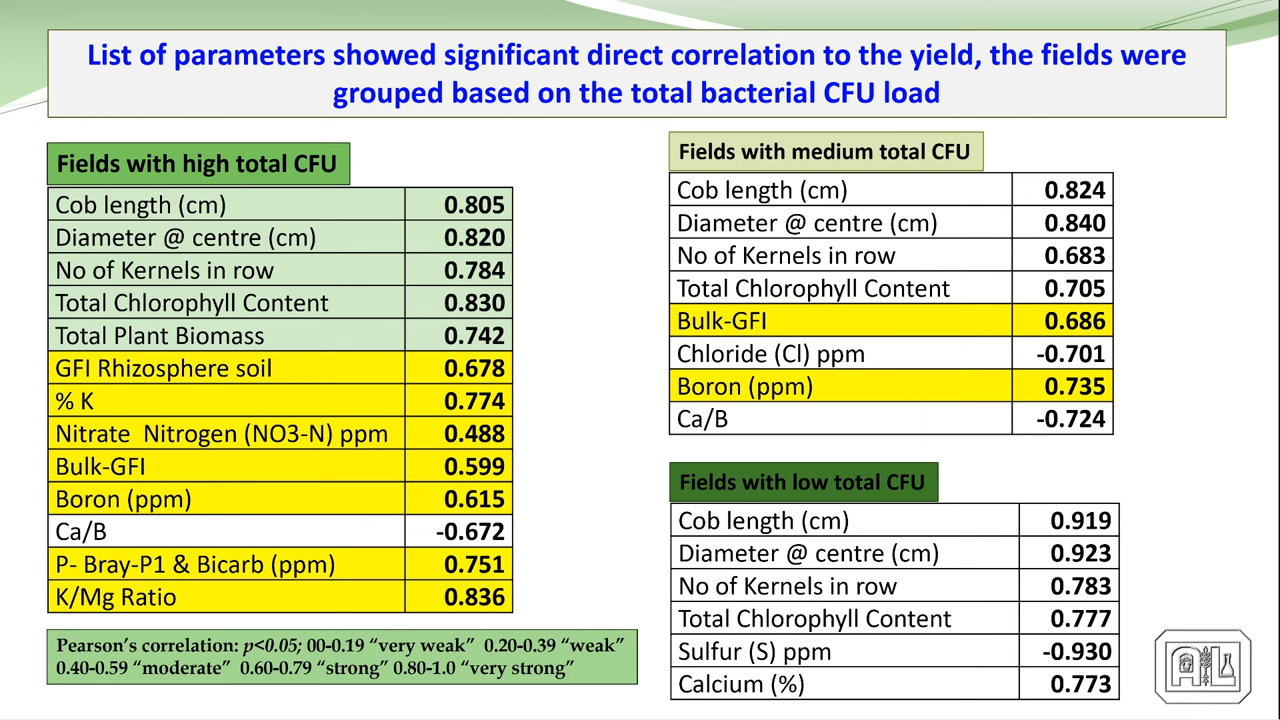 List of parameters showed significant direct correlation to the yield, the fields were
grouped based on the total bacterial CFU load
Fields with high total CFU
Cob length (cm) 0.805
Diameter @ centre (cm) 0.820
No of Kernels in row 0.784
Total Chlorophyll Content 0.830
Total Plant Biomass 0.742
GFI Rhizosphere soil 0.678
% K 0.774
Nitrate Nitrogen (NO3-N) ppm 0.488
Bulk-GFI 0.599
Boron (ppm) 0.615
Ca/B -0.672
P- Bray-P1 & Bicarb (ppm) 0.751
K/Mg Ratio 0.836
Pearson's correlation: p<0.05; 00-0.19 “very weak” 0.20-0.39 “weak”
0.40-0.59 “moderate” 0.60-0.79 “strong” 0.80-1.0 “very strong”
Fields with medium total CFU
Cob length (cm) 0.824
Diameter @ centre (cm) 0.840
No of Kernels in row 0.683
Total Chlorophyll Content 0.705
Bulk-GFI 0.686
Chloride (Cl) ppm -0.701
Boron (ppm) 0.735
Ca/B -0.724
Fields with low total CFU
Cob length (cm) 0.919
Diameter @ centre (cm) 0.923
No of Kernels in row 0.783
Total Chlorophyll Content 0.777
Sulfur (S) ppm -0.930
Calcium (%) 0.773